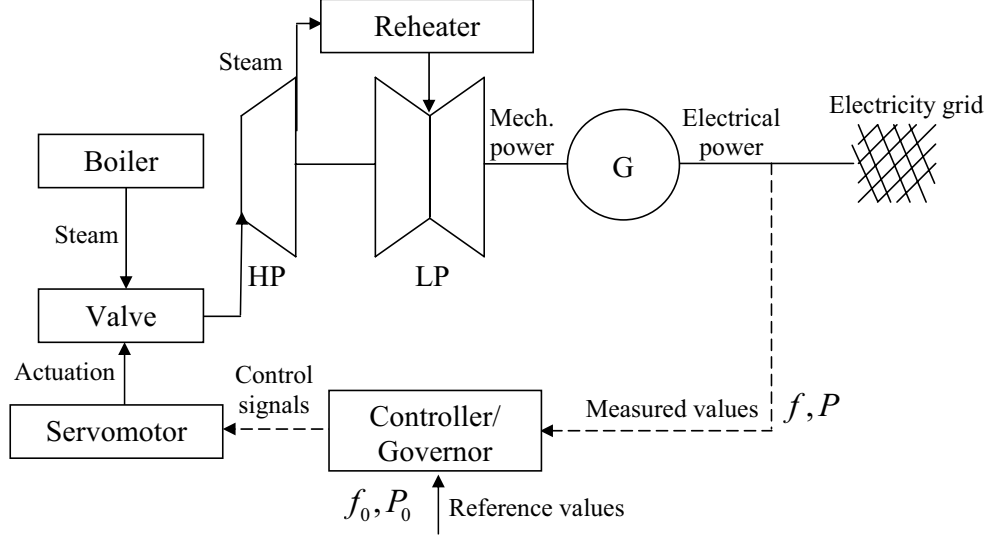 Reheater
Steam
Mech.
power
Electrical
power
Electricity grid
Boiler
G
Steam
HP
LP
Valve
Actuation
Control
signals
Servomotor
Controller/
Governor
Measured values
f, P
f₀, P₀
Reference values